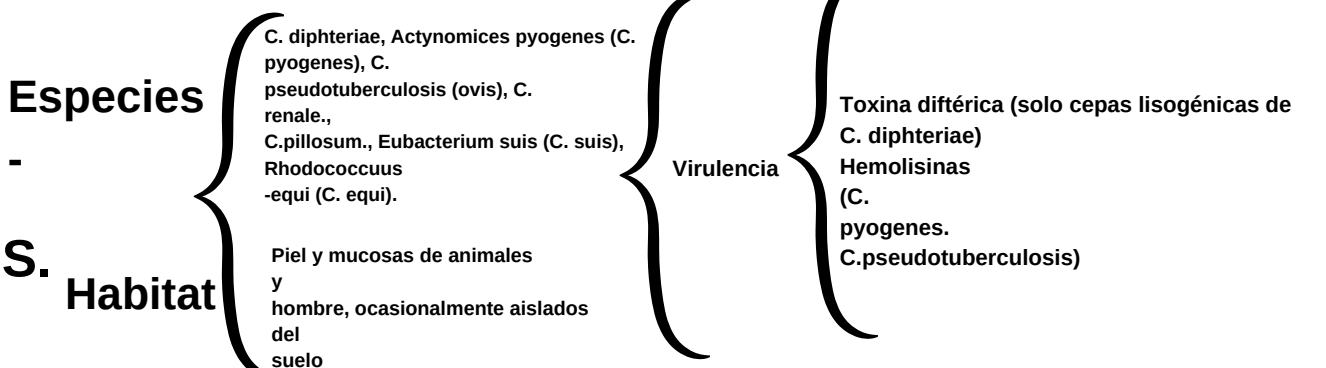 Especies
-
S.
Habitat
C. diphteriae, Actynomices pyogenes (C.
pyogenes), C.
pseudotuberculosis (ovis), C.
renale.,
C.pillosum., Eubacterium suis (C. suis),
Rhodococcuus
-equi (C. equi).
Piel y mucosas de animales
y
hombre, ocasionalmente aislados
del
suelo
Virulencia
Toxina diftérica (solo cepas lisogénicas de
C. diphteriae)
Hemolisinas
(C.
pyogenes.
C.pseudotuberculosis)